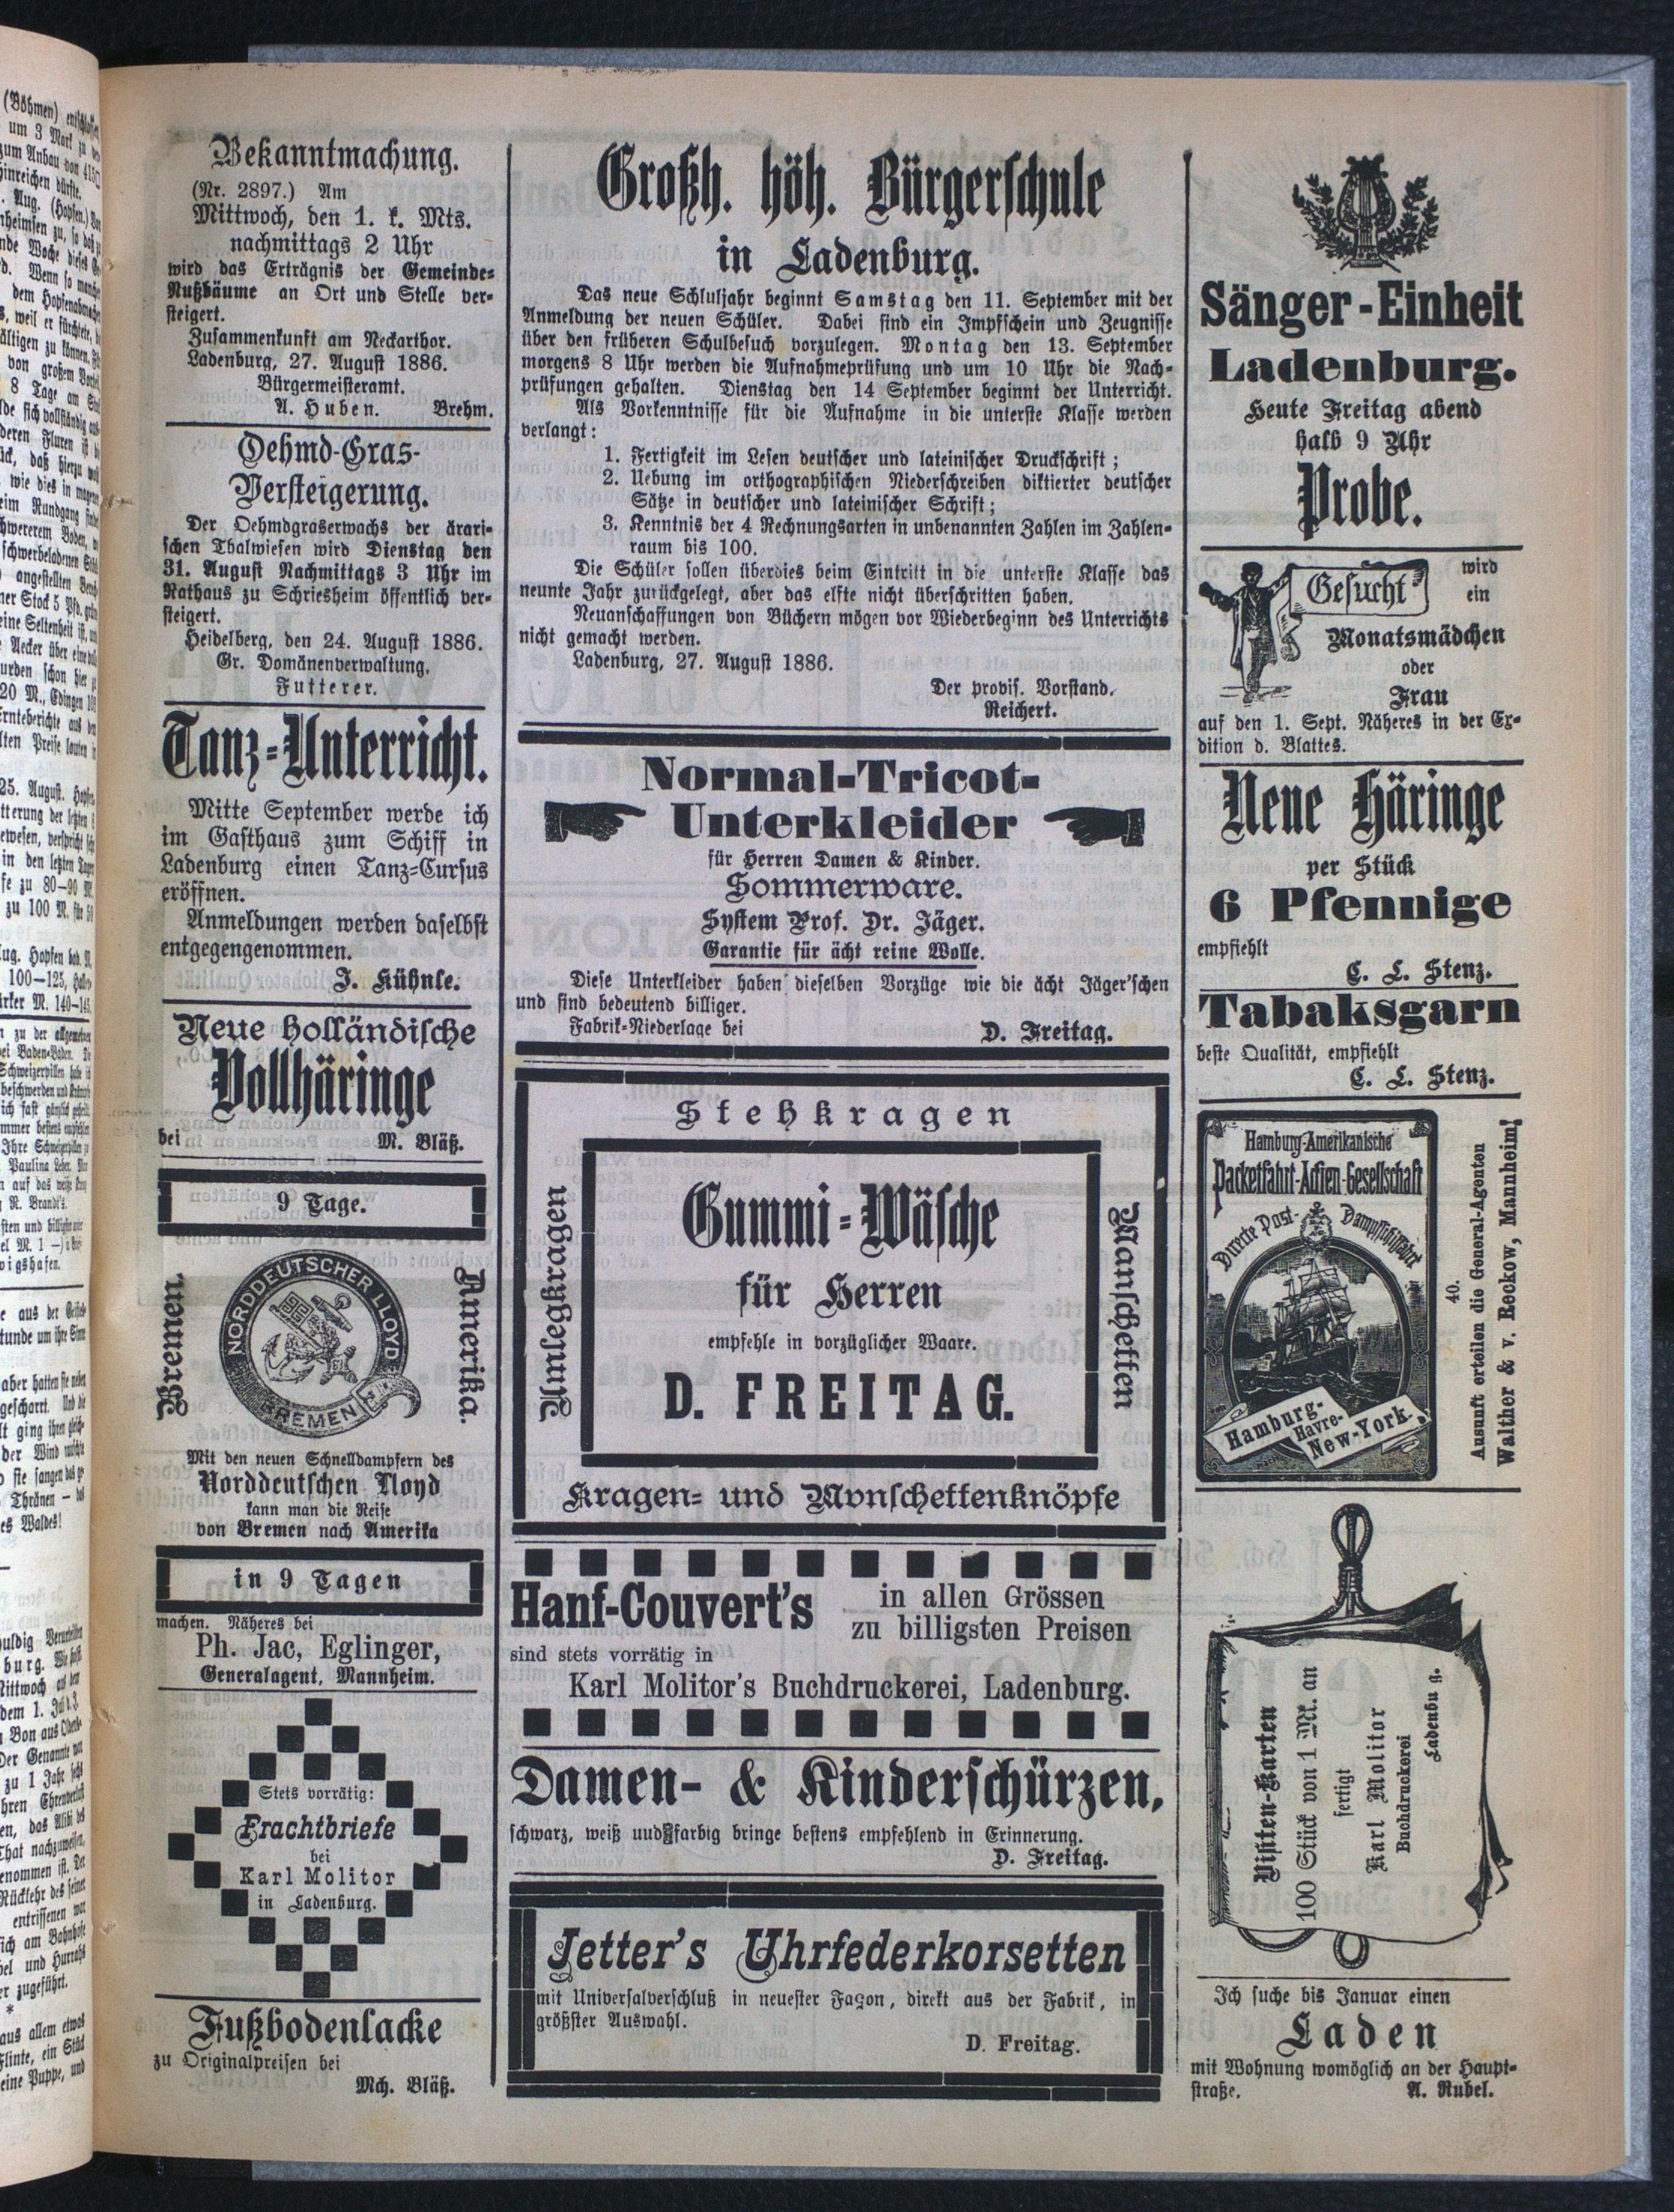 Bekanntmachung.
(Nr. 2897.) Am
Mittwoch, den 1. k. Mts.
nachmittags 2 Uhr
wird das Erträgnis der Gemeinde-
Nußbäume an Ort und Stelle ver-
steigert.
Zusammenkunft am Neckarthor.
Ladenburg, 27. August 1886.
Bürgermeisteramt.
A. Huben. Brehm.
Oehmd-Gras-
Versteigerung.
Der Oehmdgraserwachs der ärari-
schen Thalwiesen wird Dienstag den
31. August Nachmittags 3 Uhr im
Rathaus zu Schriesheim öffentlich ver-
steigert.
Heidelberg, den 24. August 1886.
Gr. Domänenverwaltung.
Futterer.
Tanz-Unterricht.
Mitte September werde ich
im Gasthaus zum Schiff in
Ladenburg einen Tanz-Cursus
eröffnen.
Anmeldungen werden daselbst
entgegengenommen.
J. Kühnle.
Neue holländische
Vollhäringe
bei M. Bläß.
9 Tage.
Bremen.
NORDDEUTSCHER LLOYD
BREMEN
Amerika.
Mit den neuen Schnelldampfern des
Norddeutschen Lloyd
kann man die Reise
von Bremen nach Amerika
in 9 Tagen
machen. Näheres bei
Ph. Jac, Eglinger,
Generalagent, Mannheim.
Stets vorrätig:
Frachtbriefe
bei
Karl Molitor
in Ladenburg.
Fußbodenlacke
zu Originalpreisen bei
Mch. Bläß.
Großh. höh. Bürgerschule
in Ladenburg.
Das neue Schluljahr beginnt Samstag den 11. September mit der
Anmeldung der neuen Schüler. Dabei sind ein Impfschein und Zeugnisse
über den früheren Schulbesuch vorzulegen. Montag den 13. September
morgens 8 Uhr werden die Aufnahmeprüfung und um 10 Uhr die Nach-
prüfungen gehalten. Dienstag den 14 September beginnt der Unterricht.
Als Vorkenntnisse für die Aufnahme in die unterste Klasse werden
verlangt:
1. Fertigkeit im Lesen deutscher und lateinischer Druckschrift;
2. Uebung im orthographischen Niederschreiben diktierter deutscher
Sätze in deutscher und lateinischer Schrift;
3. Kenntnis der 4 Rechnungsarten in unbenannten Zahlen im Zahlen-
raum bis 100.
Die Schüler sollen überdies beim Eintritt in die unterste Klasse das
neunte Jahr zurückgelegt, aber das elfte nicht überschritten haben.
Neuanschaffungen von Büchern mögen vor Wiederbeginn des Unterrichts
nicht gemacht werden.
Ladenburg, 27. August 1886.
Der provis. Vorstand.
Reichert.
Normal-Tricot-
Unterkleider
für Herren Damen & Kinder.
Sommerware.
System Prof. Dr. Jäger.
Garantie für ächt reine Wolle.
Diese Unterkleider haben dieselben Vorzüge wie die ächt Jäger'schen
und sind bedeutend billiger.
Fabrik-Niederlage bei D. Freitag.
Stehkragen
Umlegkragen
Gummi-Wäsche
für Herren
empfehle in vorzüglicher Waare.
D. FREITAG.
Manschetten
Kragen- und Mvnschettenknöpfe
Hanf-Couvert's in allen Grössen
zu billigsten Preisen
sind stets vorrätig in
Karl Molitor's Buchdruckerei, Ladenburg.
Damen- & Kinderschürzen,
schwarz, weiß uud farbig bringe bestens empfehlend in Erinnerung.
D. Freitag.
Jetter's Uhrfederkorsetten
mit Universalverschluß in neuester Façon, direkt aus der Fabrik, in
größster Auswahl.
D. Freitag.
Sänger-Einheit
Ladenburg.
Heute Freitag abend
halb 9 Uhr
Probe.
Gesucht wird
ein
Monatsmädchen
oder
Frau
auf den 1. Sept. Näheres in der Ex-
dition d. Blattes.
Neue Häringe
per Stück
6 Pfennige
empfiehlt
C. L. Stenz.
Tabaksgarn
beste Qualität, empfiehlt
C. L. Stenz.
Hamburg-Amerikanische
Packetfahrt-Actien-Gesellschaft
Directe Post-Dampfschifffahrt
Hamburg-
Havre-
New-York.
40.
Ausunft erteilen die General-Agenten
Walther & v. Reckow, Mannheim!
Visiten-Karten
100 Stück von 1 Mk. an
fertigt
Karl Molitor
Buchdruckerei
Ladenbu g.
Ich suche bis Januar einen
Laden
mit Wohnung womöglich an der Haupt-
straße. A. Rubel.